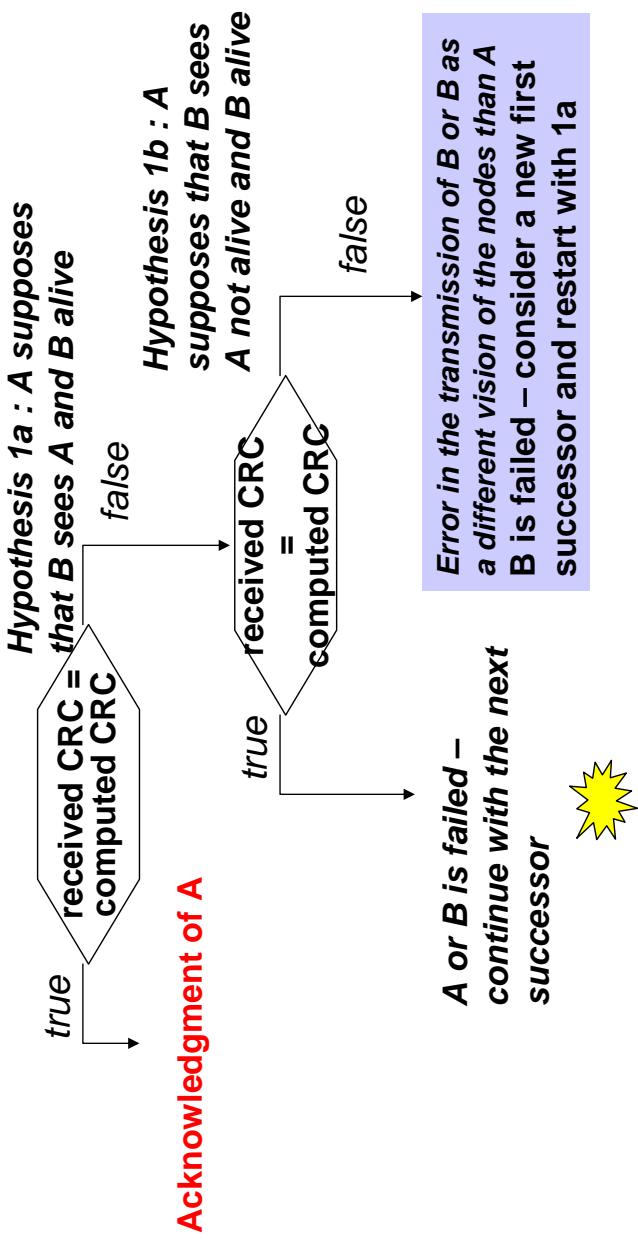 Hypothesis 1a : A supposes
that B sees A and B alive
received CRC =
computed CRC
true
false
Acknowledgment of A
Hypothesis 1b : A
supposes that B sees
A not alive and B alive
received CRC
=
computed CRC
true
false
A or B is failed –
continue with the next
successor
Error in the transmission of B or B as
a different vision of the nodes than A
B is failed – consider a new first
successor and restart with 1a